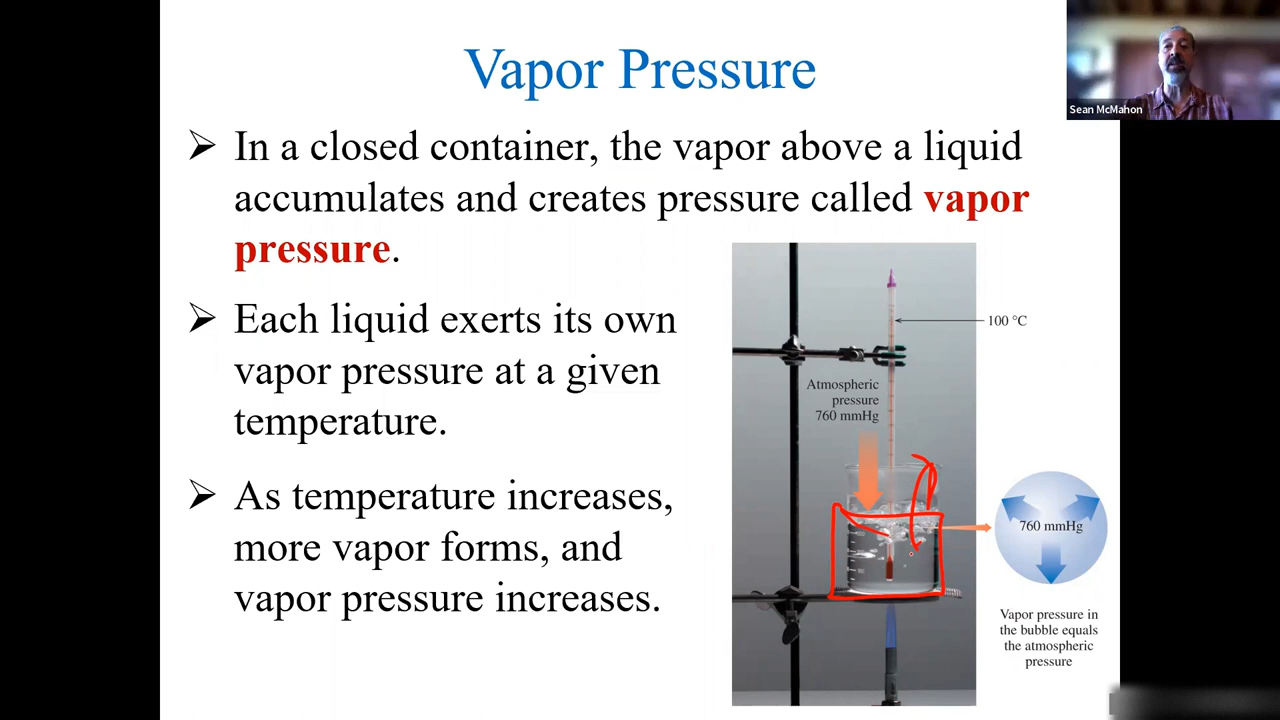 Vapor Pressure
Sean McMahon
➢ In a closed container, the vapor above a liquid
accumulates and creates pressure called vapor
pressure.
➢ Each liquid exerts its own
vapor pressure at a given
temperature.
➢ As temperature increases,
more vapor forms, and
vapor pressure increases.
100 °C
Atmospheric
pressure
760 mmHg
760 mmHg
Vapor pressure in
the bubble equals
the atmospheric
pressure